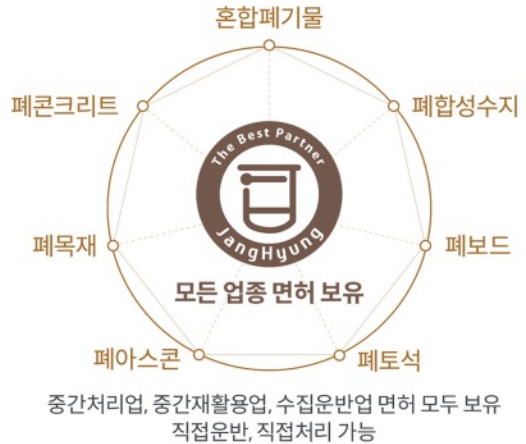 혼합폐기물
폐콘크리트
폐합성수지
The Best Partner
JangHyung
폐목재
폐보드
모든 업종 면허 보유
폐아스콘
폐토석
중간처리업, 중간재활용업, 수집운반업 면허 모두 보유
직접운반, 직접처리 가능